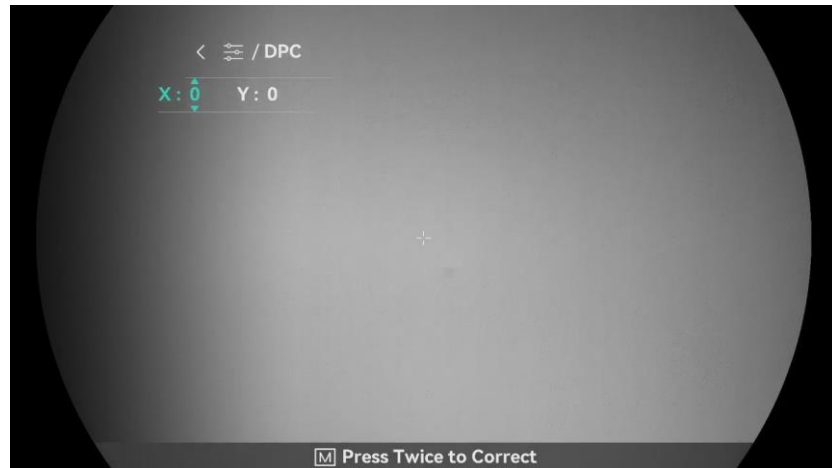 / DPC
X: 0 Y: 0
M Press Twice to Correct